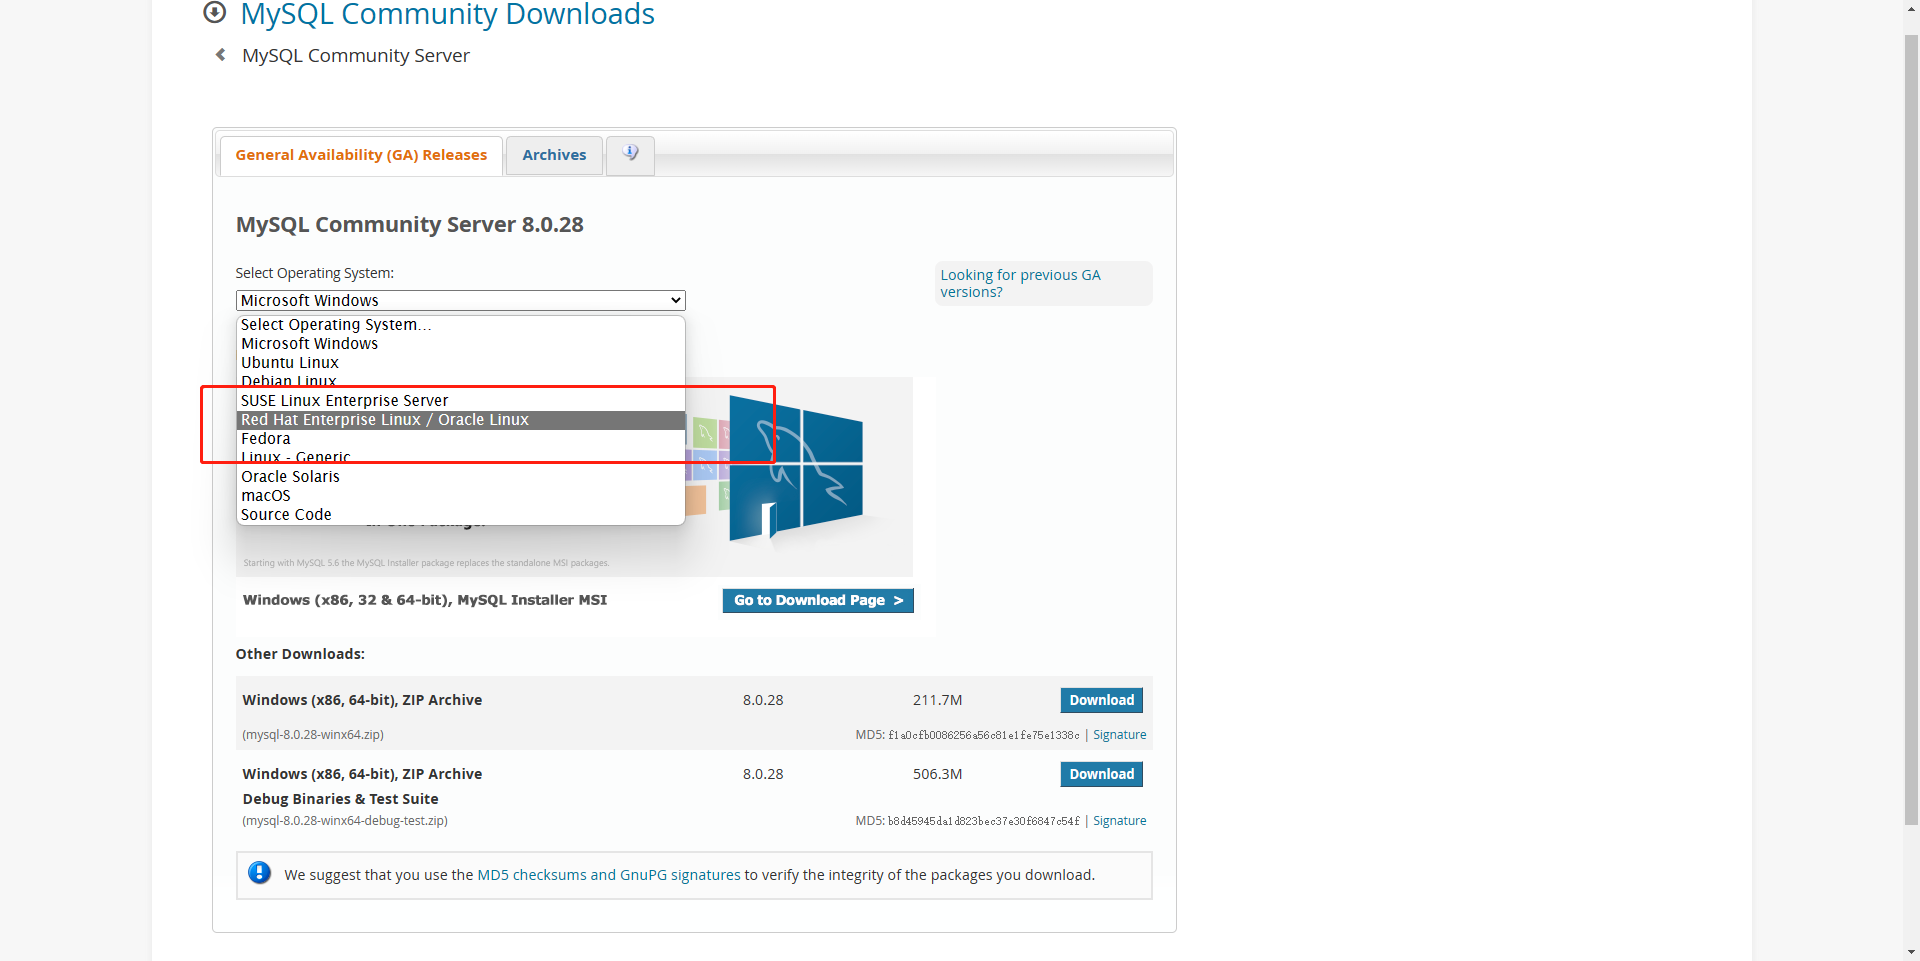 MySQL Community Downloads
MySQL Community Server
General Availability (GA) Releases
Archives
MySQL Community Server 8.0.28
Select Operating System:
Looking for previous GA
versions?
Microsoft Windows
Select Operating System...
Microsoft Windows
Ubuntu Linux
Debian Linux
SUSE Linux Enterprise Server
Red Hat Enterprise Linux / Oracle Linux
Fedora
Linux - Generic
Oracle Solaris
macOS
Source Code
Starting with MySQL 5.6 the MySQL Installer package replaces the standalone MSI packages.
Windows (x86, 32 & 64-bit), MySQL Installer MSI
Go to Download Page >
Other Downloads:
Windows (x86, 64-bit), ZIP Archive 8.0.28 211.7M Download
(mysql-8.0.28-winx64.zip) MD5: f1a0cfb0086256a56c81e1fe75e1338c | Signature
Windows (x86, 64-bit), ZIP Archive 8.0.28 506.3M Download
Debug Binaries & Test Suite
(mysql-8.0.28-winx64-debug-test.zip) MD5: b8d45945da1d823bec37e30f6847c54f | Signature
We suggest that you use the MD5 checksums and GnuPG signatures to verify the integrity of the packages you download.